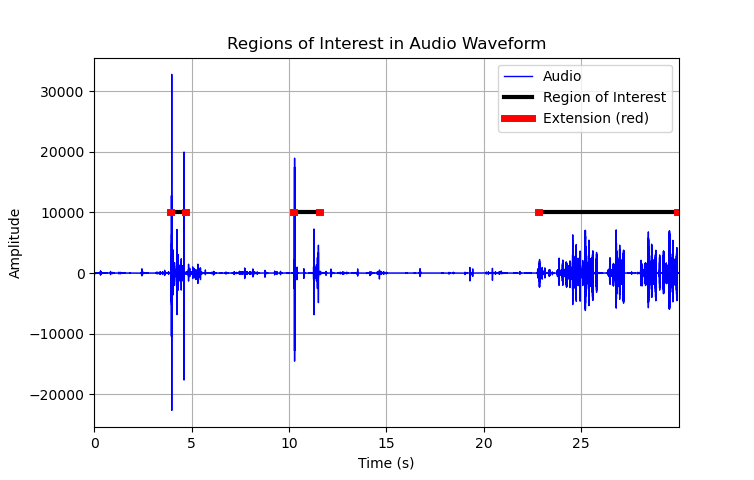 Regions of Interest in Audio Waveform
Audio
Region of Interest
Extension (red)
Amplitude
30000
20000
10000
0
−10000
−20000
0 5 10 15 20 25
Time (s)